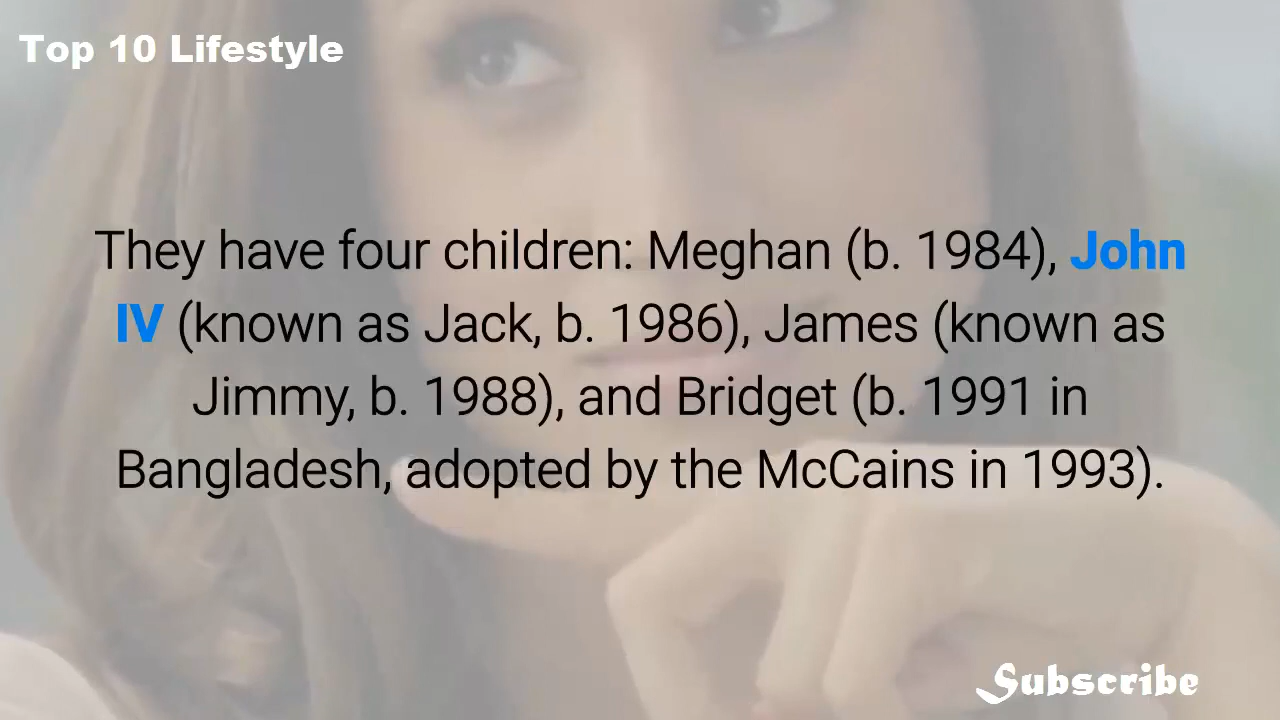 Top 10 Lifestyle
They have four children: Meghan (b. 1984), John
IV (known as Jack, b. 1986), James (known as
Jimmy, b. 1988), and Bridget (b. 1991 in
Bangladesh, adopted by the McCains in 1993).
Subscribe